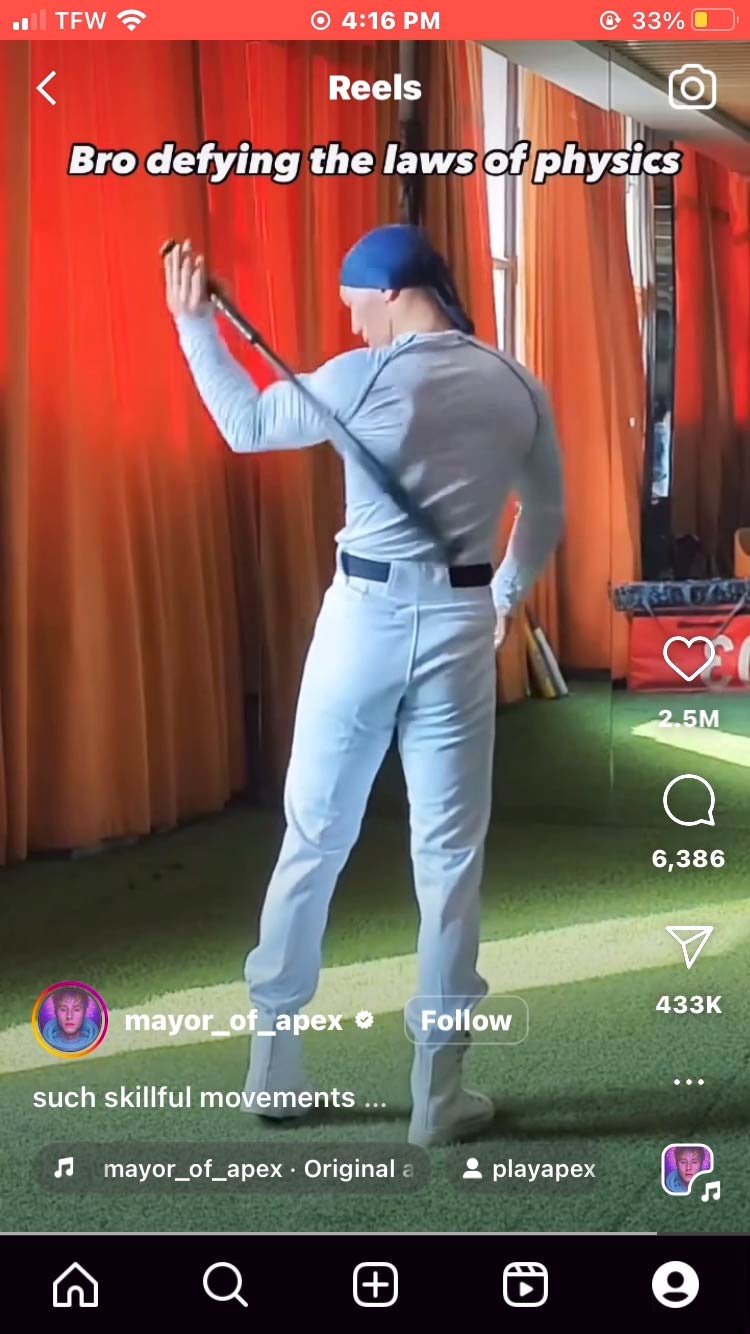 TFW 4:16 PM 33%
Reels
Bro defying the laws of physics
2.5M
6,386
433K
mayor_of_apex Follow
such skillful movements ...
mayor_of_apex · Original a playapex